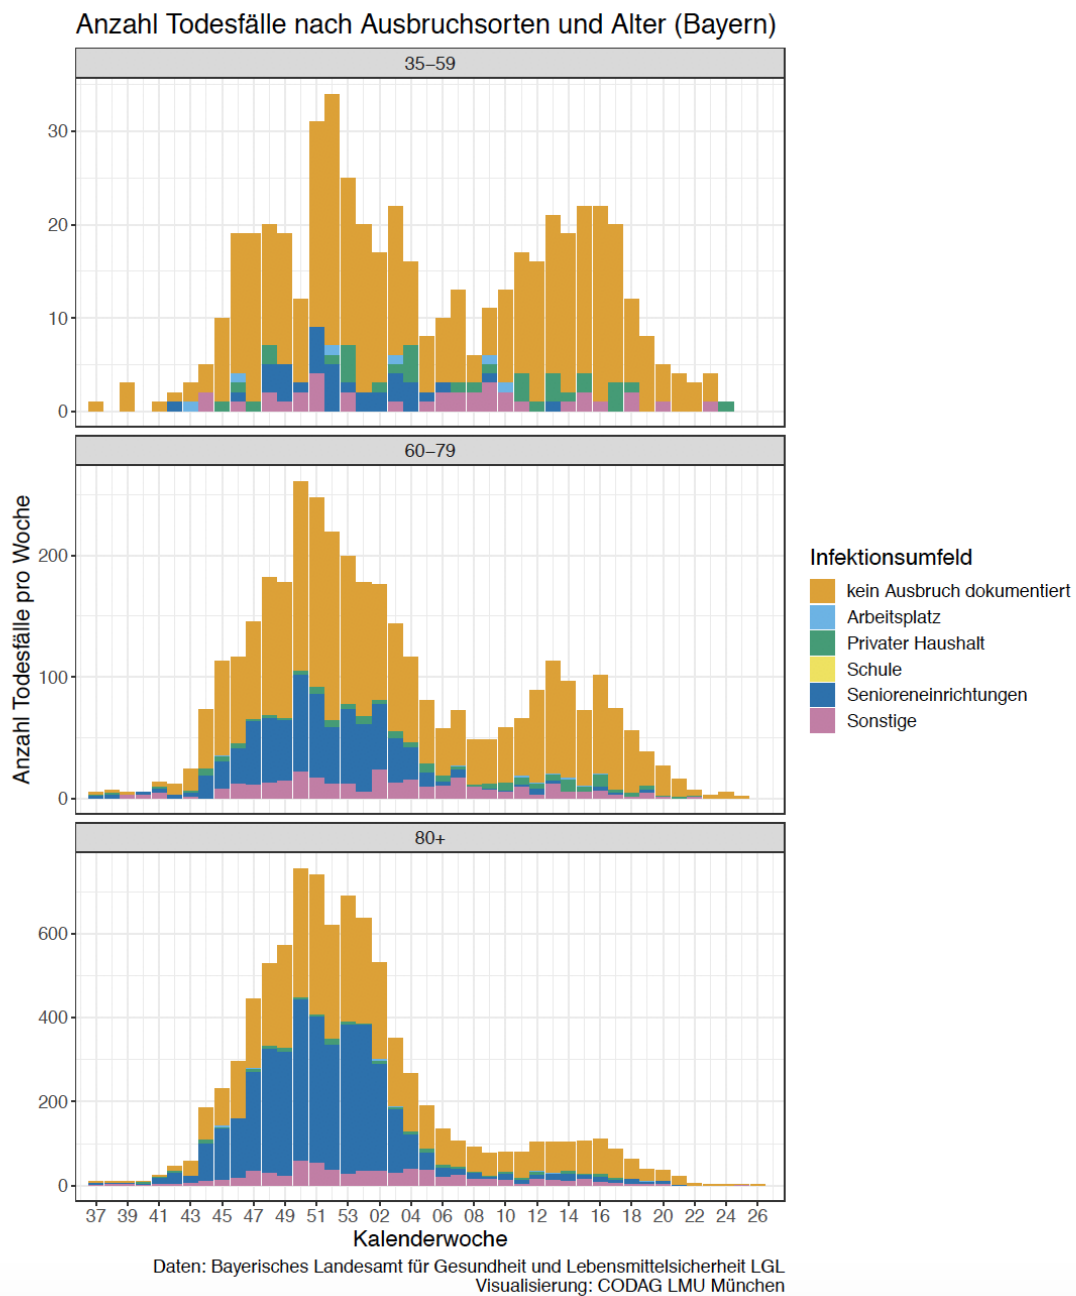 Anzahl Todesfälle nach Ausbruchsorten und Alter (Bayern)
35–59
30
20
10
0
60–79
200
100
0
80+
600
400
200
0
Anzahl Todesfälle pro Woche
37 39 41 43 45 47 49 51 53 02 04 06 08 10 12 14 16 18 20 22 24 26
Kalenderwoche
Infektionsumfeld
kein Ausbruch dokumentiert
Arbeitsplatz
Privater Haushalt
Schule
Senioreneinrichtungen
Sonstige
Daten: Bayerisches Landesamt für Gesundheit und Lebensmittelsicherheit LGL
Visualisierung: CODAG LMU München